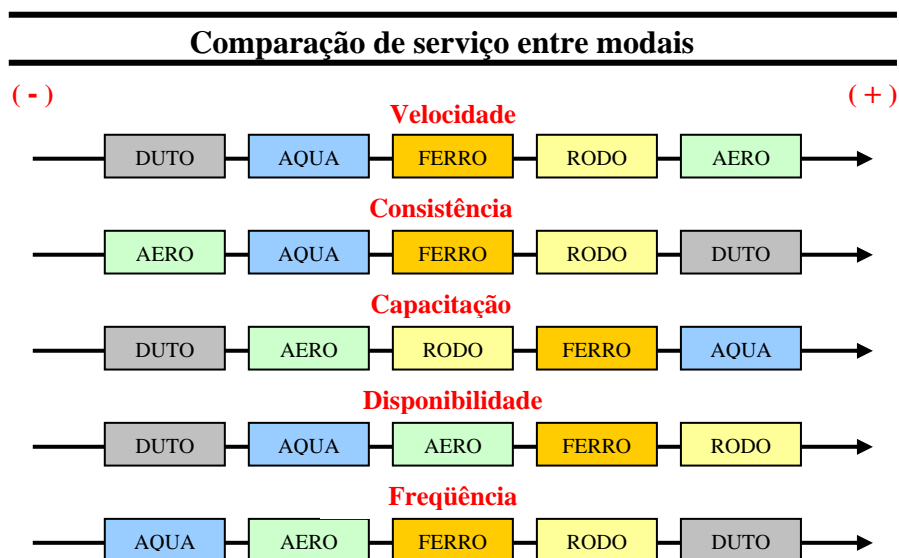 Comparação de serviço entre modais
( - ) ( + )
Velocidade
DUTO AQUA FERRO RODO AERO
Consistência
AERO AQUA FERRO RODO DUTO
Capacitação
DUTO AERO RODO FERRO AQUA
Disponibilidade
DUTO AQUA AERO FERRO RODO
Freqüência
AQUA AERO FERRO RODO DUTO